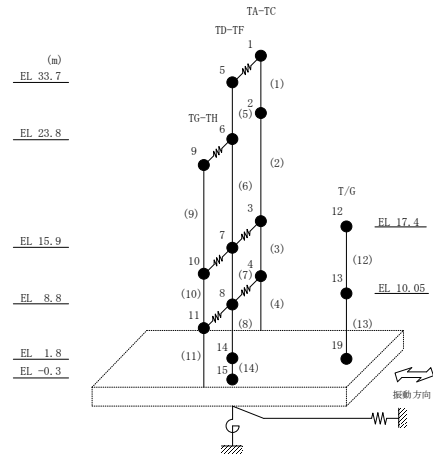 TA-TC
TD-TF
1
(m)
5
EL 33.7
(1)
2
TG-TH
(5)
6
EL 23.8
9
(2)
(6)
T/G
(9)
3
12
EL 17.4
7
EL 15.9
(3)
10
4
(12)
(7)
13
(10)
8
EL 8.8
(4)
EL 10.05
11
(8)
(13)
14
(11)
EL 1.8
19
15
(14)
EL -0.3
振動方向